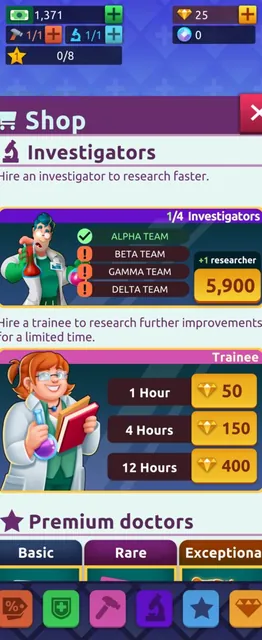 1,371
25
1/1
1/1
0
1
0/8
Shop
Investigators
Hire an investigator to research faster.
1/4 Investigators
ALPHA TEAM
BETA TEAM
GAMMA TEAM
DELTA TEAM
+1 researcher
5,900
Hire a trainee to research further improvements
for a limited time.
Trainee
1 Hour
50
4 Hours
150
12 Hours
400
Premium doctors
Basic
Rare
Exceptiona
%